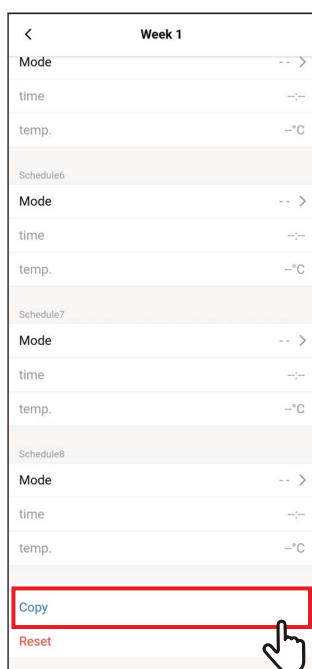 Week 1
Mode - -
time --:--
temp. --°C
Schedule6
Mode - -
time --:--
temp. --°C
Schedule7
Mode - -
time --:--
temp. --°C
Schedule8
Mode - -
time --:--
temp. --°C
Copy
Reset